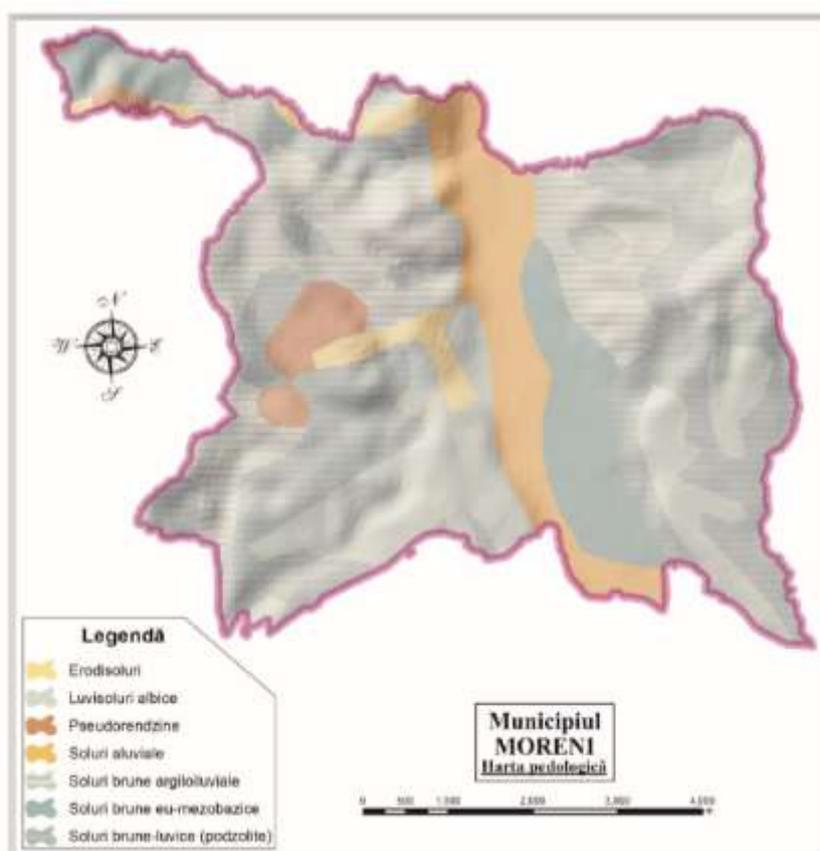 N
W E
S
Legendă
Erodisoluri
Luvisoluri albice
Pseudorendzine
Soluri aluviale
Soluri brune argiloiluviale
Soluri brune eu-mezobazice
Soluri brune-luvice (podzolite)
Municipiul
MORENI
Harta pedologică
0 500 1,000 2,000 3,000 4,000